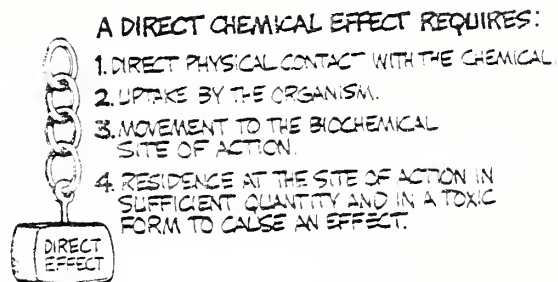 A DIRECT CHEMICAL EFFECT REQUIRES:
1. DIRECT PHYSICAL CONTACT WITH THE CHEMICAL.
2. UPTAKE BY THE ORGANISM.
3. MOVEMENT TO THE BIOCHEMICAL
SITE OF ACTION.
4. RESIDENCE AT THE SITE OF ACTION IN
SUFFICIENT QUANTITY AND IN A TOXIC
FORM TO CAUSE AN EFFECT.
DIRECT
EFFECT